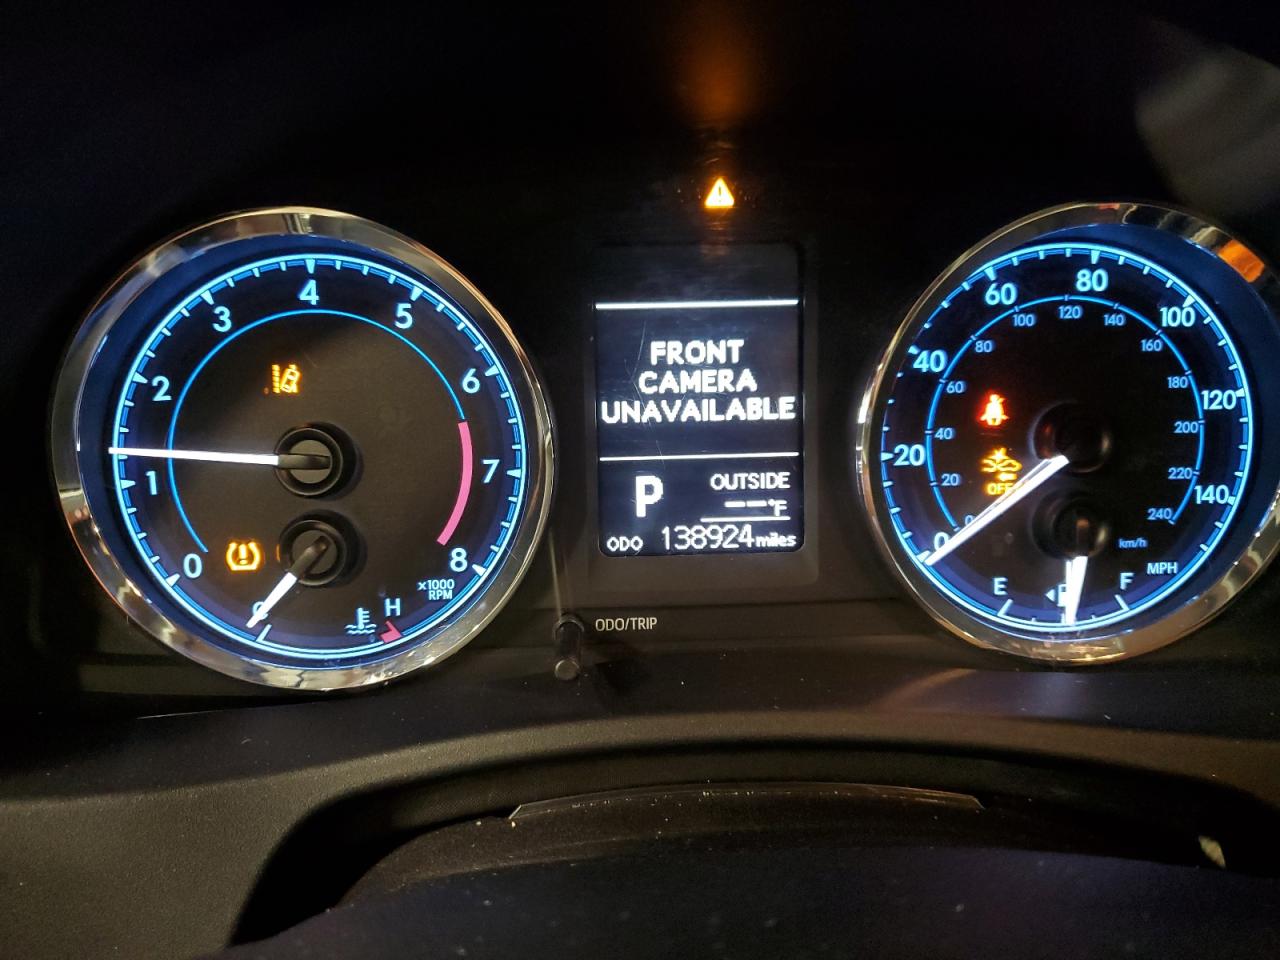 0
1
2
3
4
5
6
7
8
x1000
RPM
H
FRONT
CAMERA
UNAVAILABLE
P
OUTSIDE
--°F
ODO 138924 miles
ODO/TRIP
0
20
40
60
80
100
120
140
MPH
20
40
60
80
100
120
140
160
180
200
220
240
km/h
OFF
E
F